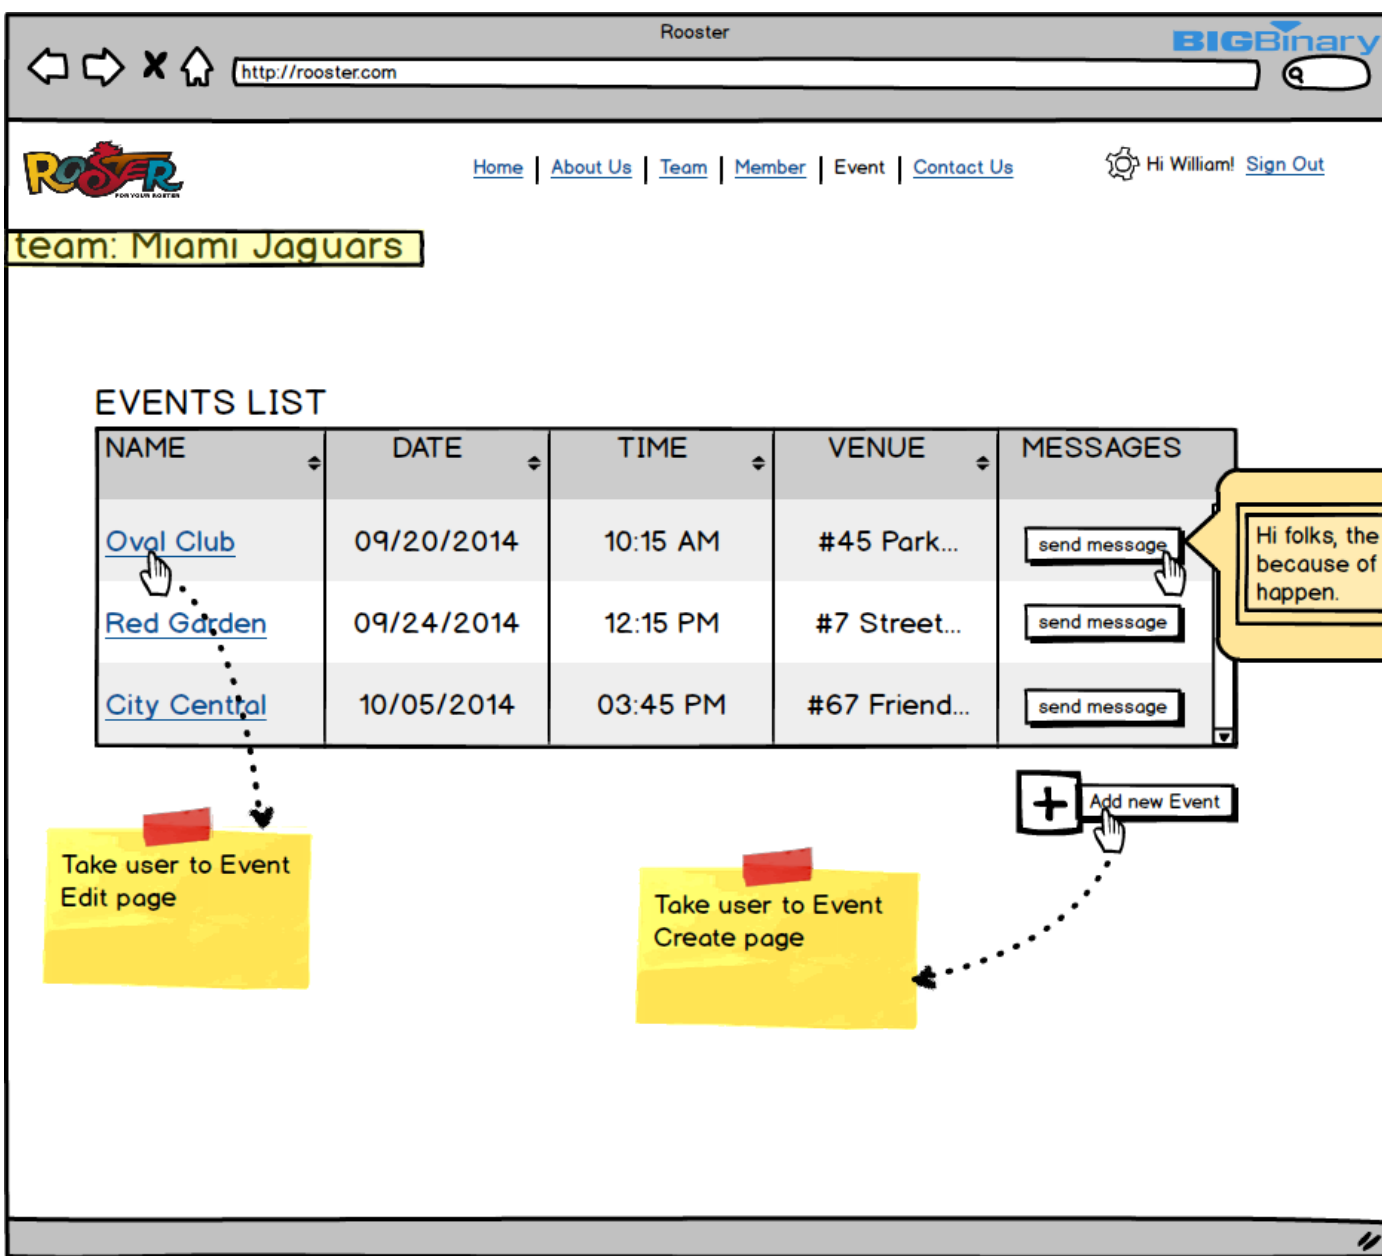 Rooster
BIGBinary
http://rooster.com
ROOSTER
FOR YOUR ROSTER
Home | About Us | Team | Member | Event | Contact Us
Hi William! Sign Out
team: Miami Jaguars
EVENTS LIST
NAME DATE TIME VENUE MESSAGES
Oval Club 09/20/2014 10:15 AM #45 Park... send message
Hi folks, the
because of
happen.
Red Garden 09/24/2014 12:15 PM #7 Street... send message
City Central 10/05/2014 03:45 PM #67 Friend... send message
Add new Event
Take user to Event
Edit page
Take user to Event
Create page